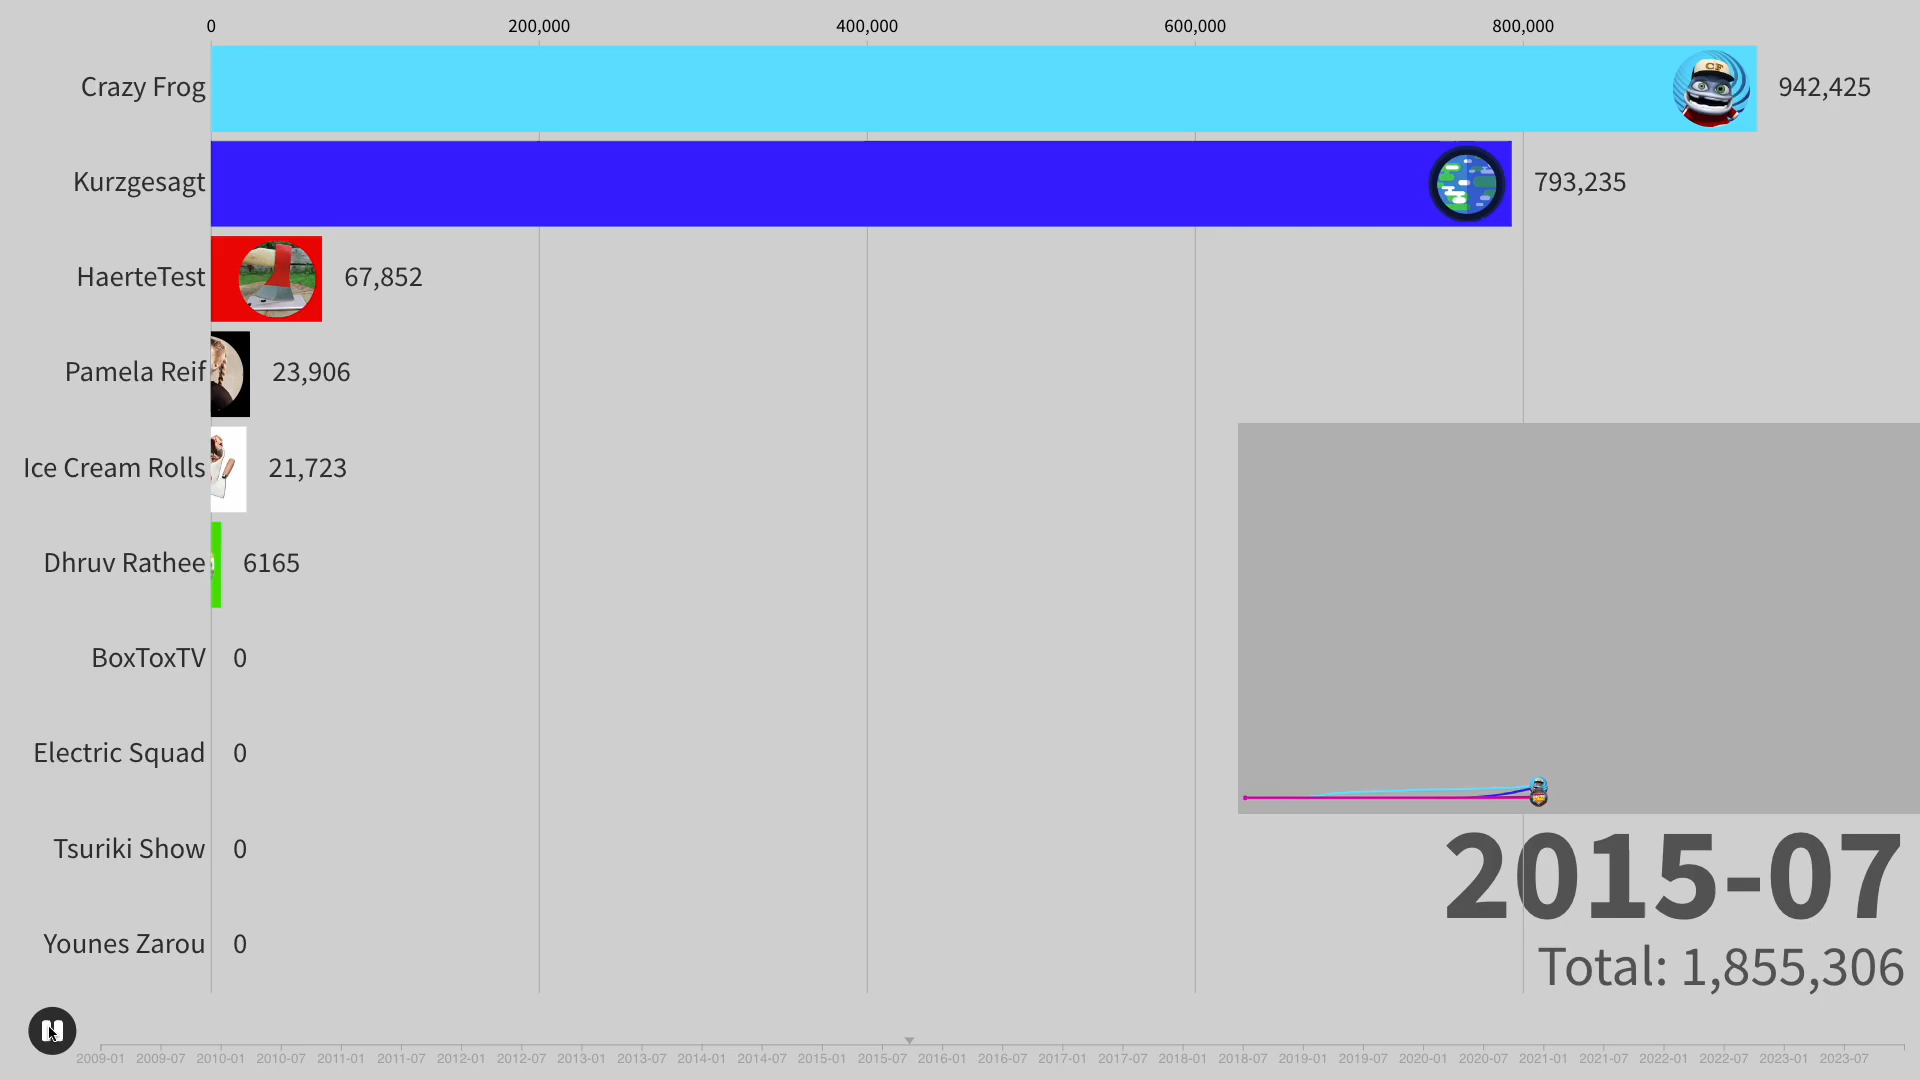 0 200,000 400,000 600,000 800,000
Crazy Frog 942,425
CF
Kurzgesagt 793,235
HaerteTest 67,852
Pamela Reif 23,906
Ice Cream Rolls 21,723
Dhruv Rathee 6165
BoxToxTV 0
Electric Squad 0
Tsuriki Show 0
Younes Zarou 0
2015-07
Total: 1,855,306
2009-01 2009-07 2010-01 2010-07 2011-01 2011-07 2012-01 2012-07 2013-01 2013-07 2014-01 2014-07 2015-01 2015-07 2016-01 2016-07 2017-01 2017-07 2018-01 2018-07 2019-01 2019-07 2020-01 2020-07 2021-01 2021-07 2022-01 2022-07 2023-01 2023-07